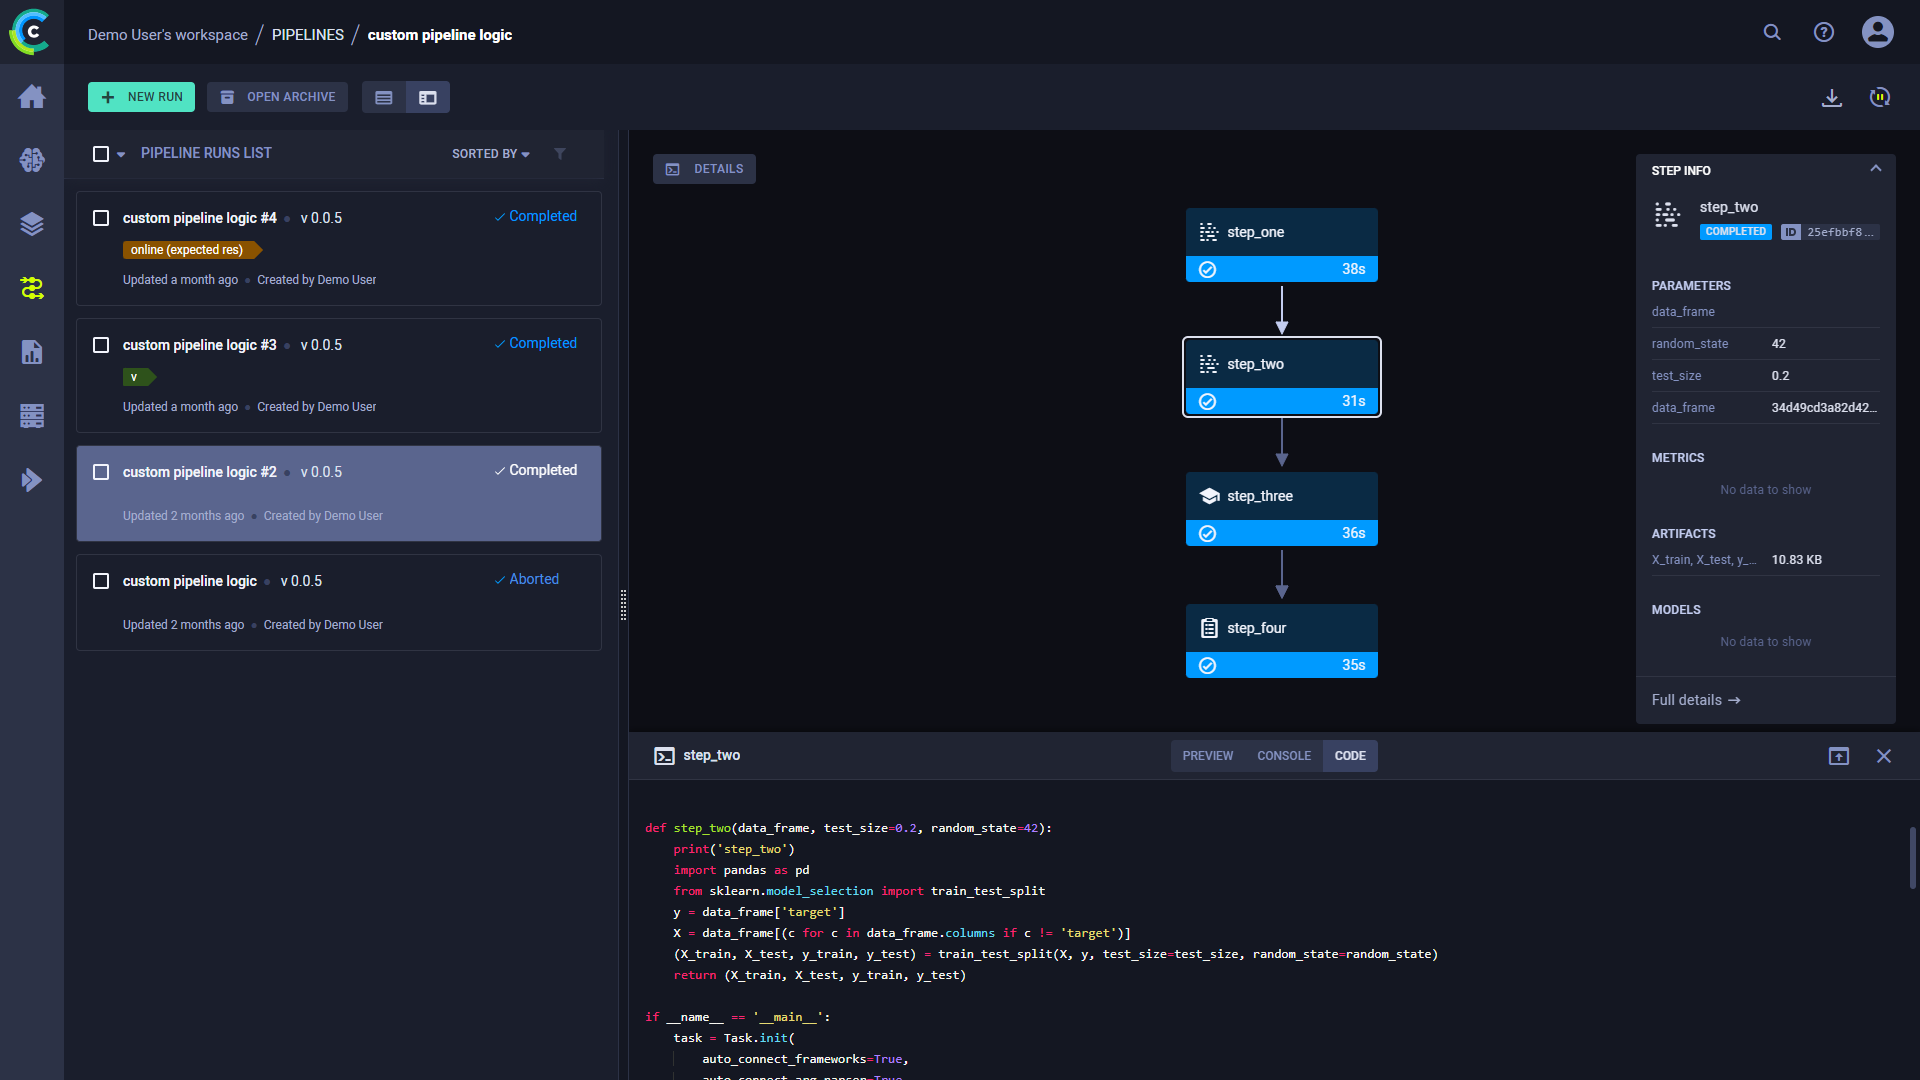 Demo User's workspace / PIPELINES / custom pipeline logic
NEW RUN
OPEN ARCHIVE
PIPELINE RUNS LIST
SORTED BY
custom pipeline logic #4 v 0.0.5
Completed
online (expected res)
Updated a month ago Created by Demo User
custom pipeline logic #3 v 0.0.5
Completed
v
Updated a month ago Created by Demo User
custom pipeline logic #2 v 0.0.5
Completed
Updated 2 months ago Created by Demo User
custom pipeline logic v 0.0.5
Aborted
Updated 2 months ago Created by Demo User
DETAILS
step_one
38s
step_two
31s
step_three
36s
step_four
35s
STEP INFO
step_two
COMPLETED ID 25efbbf8...
PARAMETERS
data_frame
random_state 42
test_size 0.2
data_frame 34d49cd3a82d42...
METRICS
No data to show
ARTIFACTS
X_train, X_test, y_... 10.83 KB
MODELS
No data to show
Full details →
step_two
PREVIEW CONSOLE CODE
def step_two(data_frame, test_size=0.2, random_state=42):
print('step_two')
import pandas as pd
from sklearn.model_selection import train_test_split
y = data_frame['target']
X = data_frame[(c for c in data_frame.columns if c != 'target')]
(X_train, X_test, y_train, y_test) = train_test_split(X, y, test_size=test_size, random_state=random_state)
return (X_train, X_test, y_train, y_test)
if __name__ == '__main__':
task = Task.init(
auto_connect_frameworks=True,
auto_connect_arg_parser=True